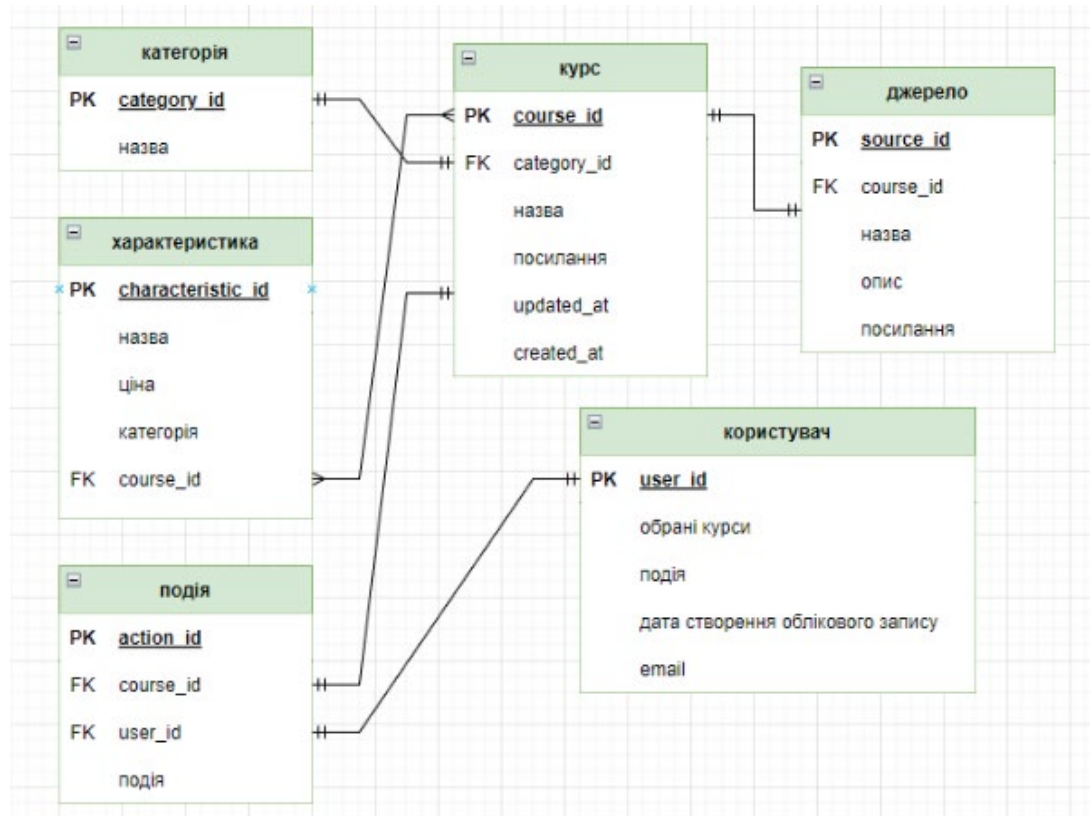 категорія
PK category_id
назва
характеристика
PK characteristic_id
назва
ціна
категорія
FK course_id
подія
PK action_id
FK course_id
FK user_id
подія
курс
PK course_id
FK category_id
назва
посилання
updated_at
created_at
джерело
PK source_id
FK course_id
назва
опис
посилання
користувач
PK user_id
обрані курси
подія
дата створення облікового запису
email